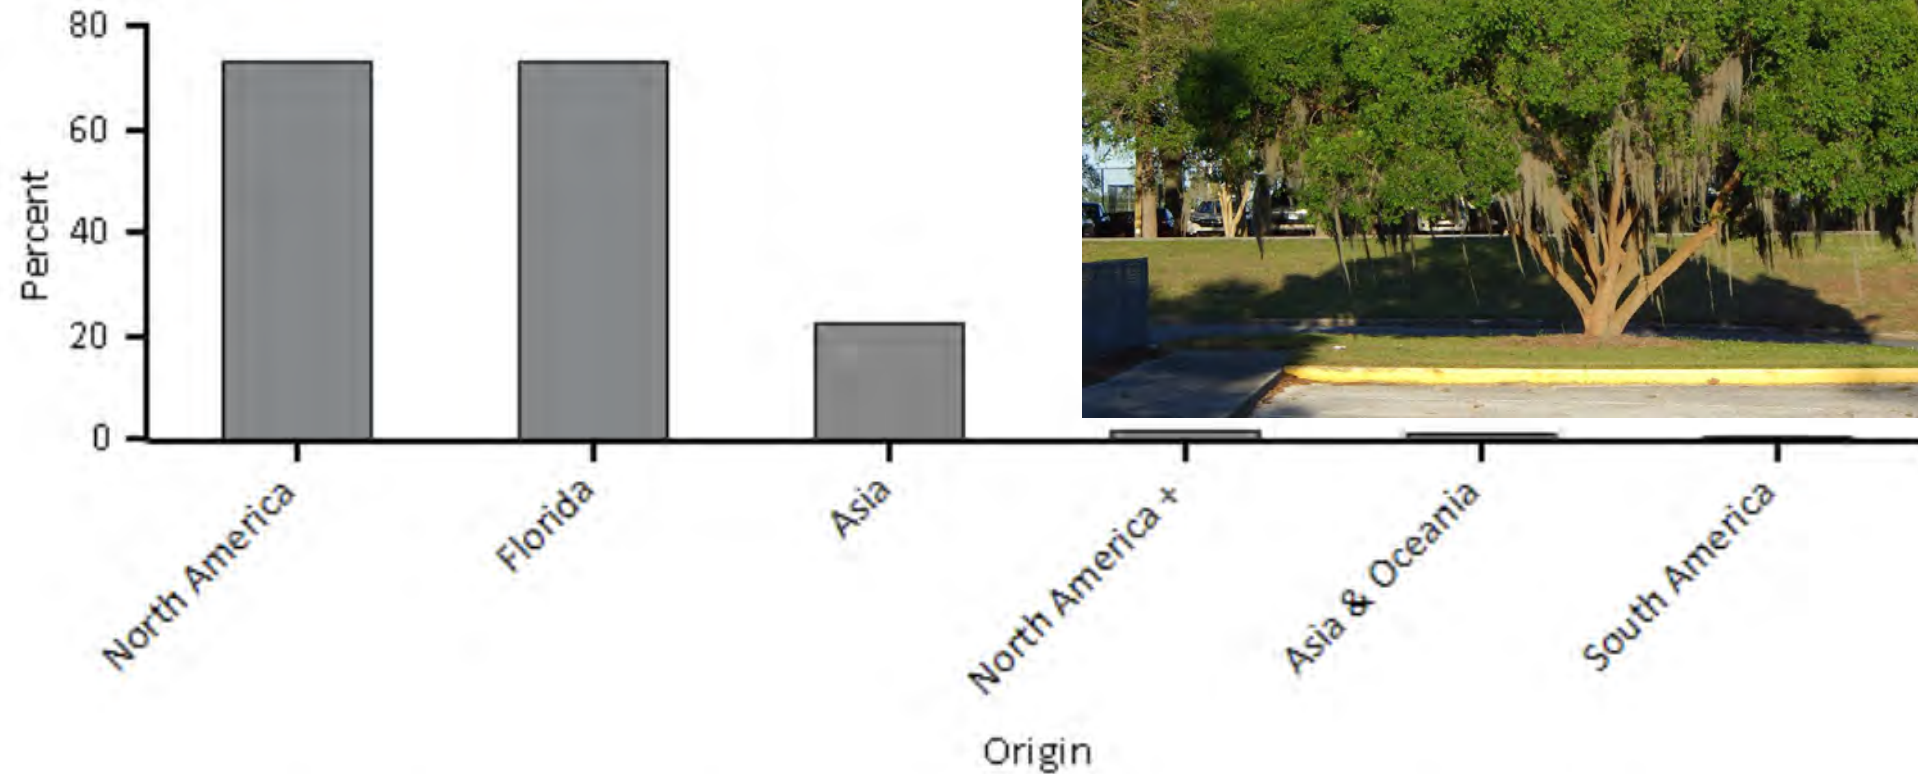 80
60
40
20
0
Percent
North America
Florida
Asia
North America +
Asia & Oceania
South America
Origin